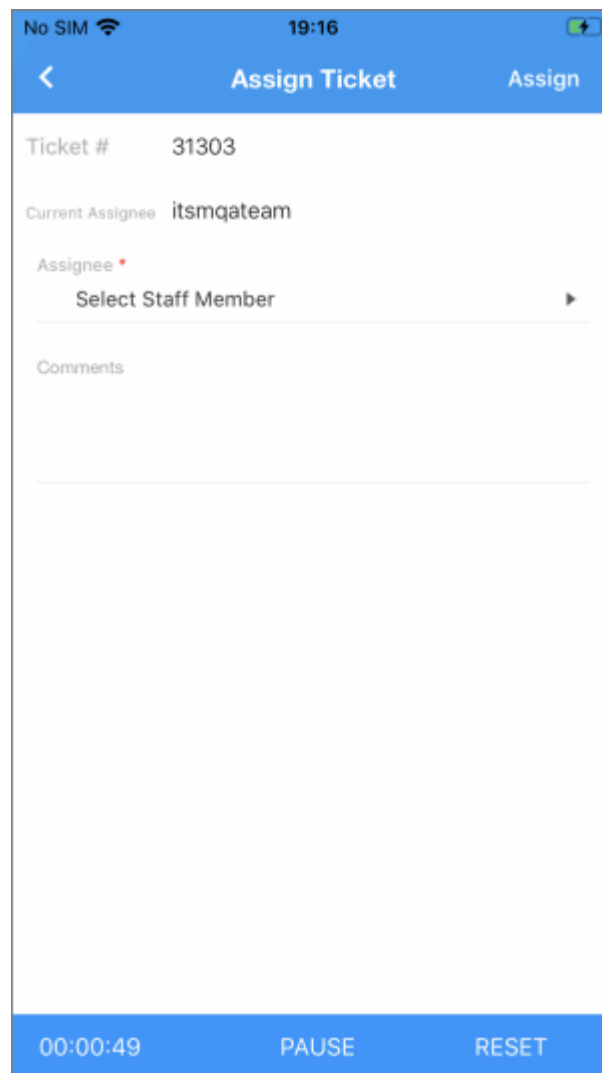 No SIM 19:16
Assign Ticket Assign
Ticket # 31303
Current Assignee itsmqateam
Assignee *
Select Staff Member
Comments
00:00:49 PAUSE RESET